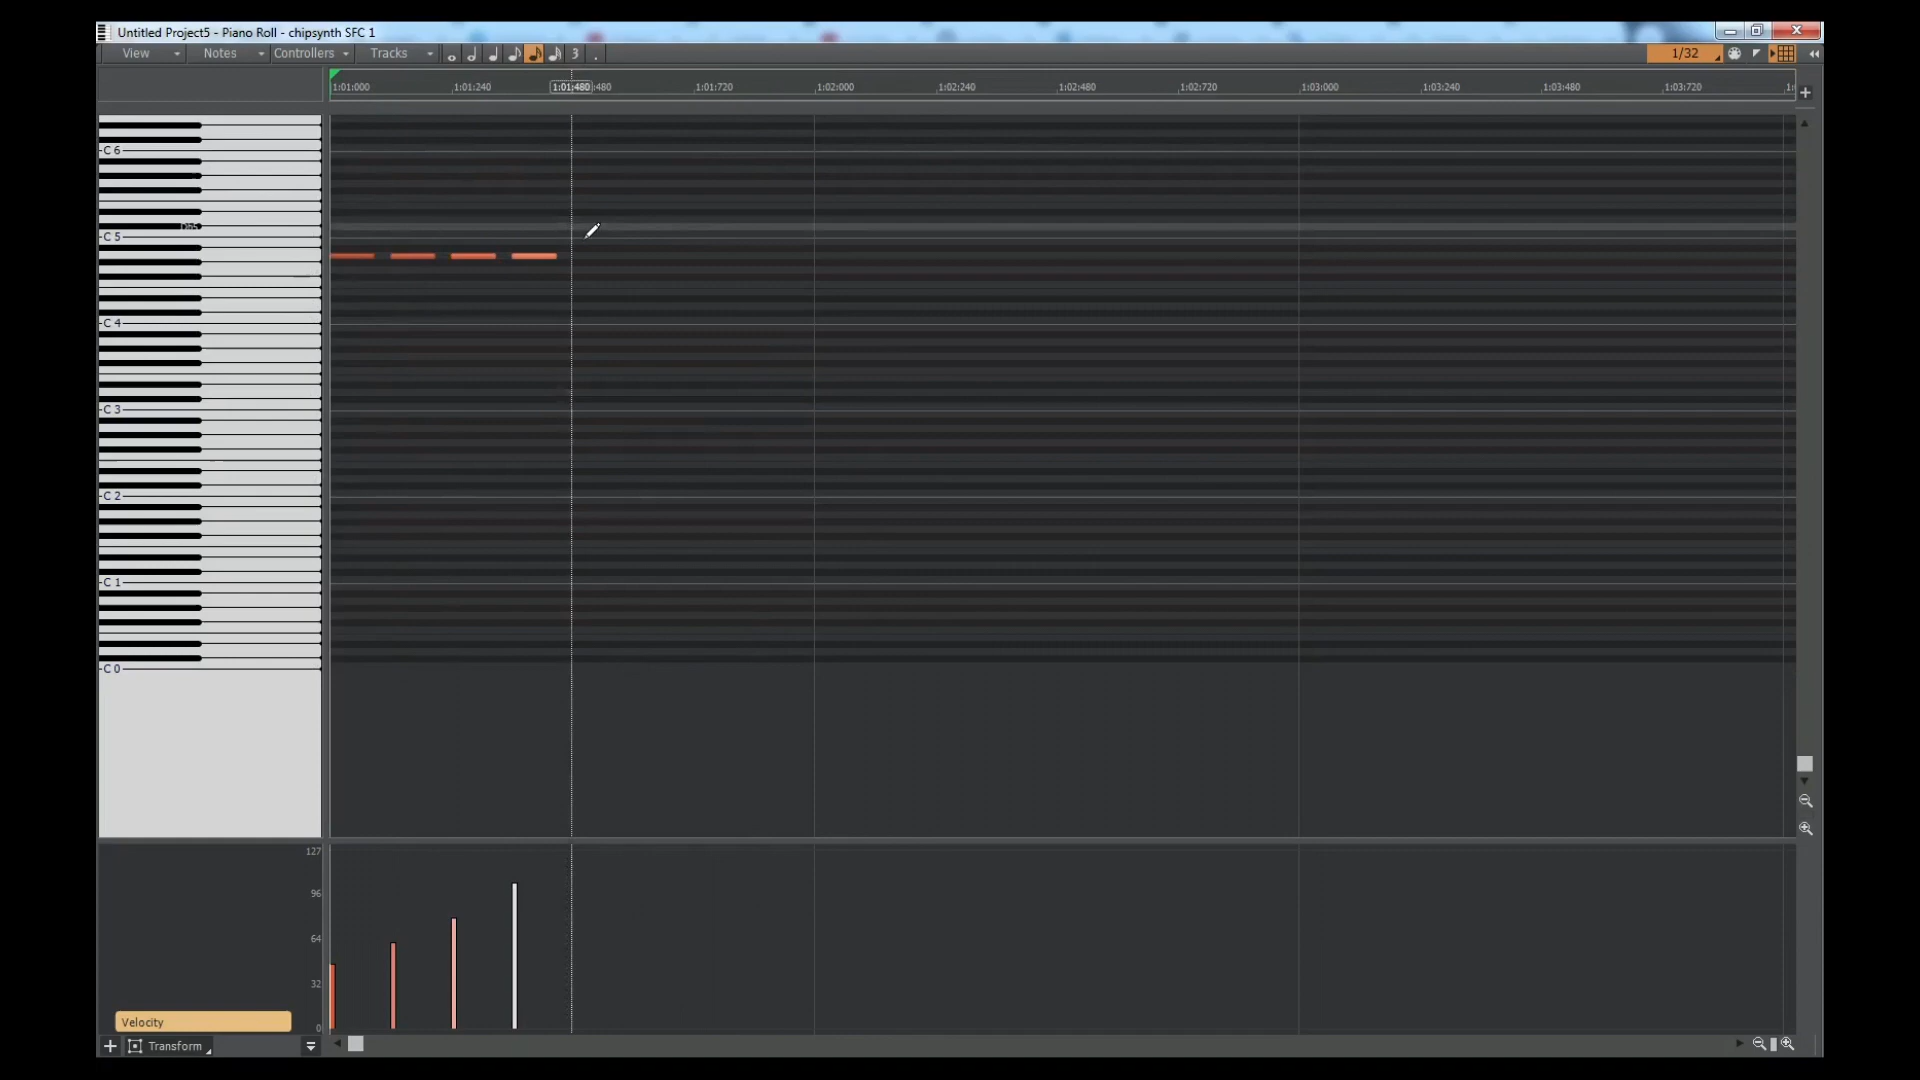 Untitled Project5 - Piano Roll - chipsynth SFC 1
View Notes Controllers Tracks 3 . 1/32
1:01:000 1:01:240 1:01:480 :480 1:01:720 1:02:000 1:02:240 1:02:480 1:02:720 1:03:000 1:03:240 1:03:480 1:03:720 1:
C 6
Db5
C 5
C 4
C 3
C 2
C 1
C 0
127
96
64
32
0
Velocity
Transform